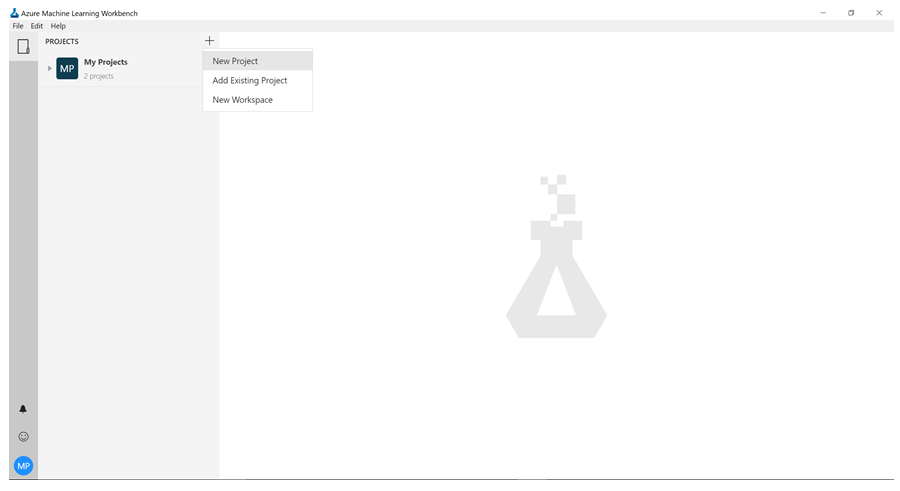 Azure Machine Learning Workbench
File Edit Help
PROJECTS
MP
My Projects
2 projects
New Project
Add Existing Project
New Workspace
MP